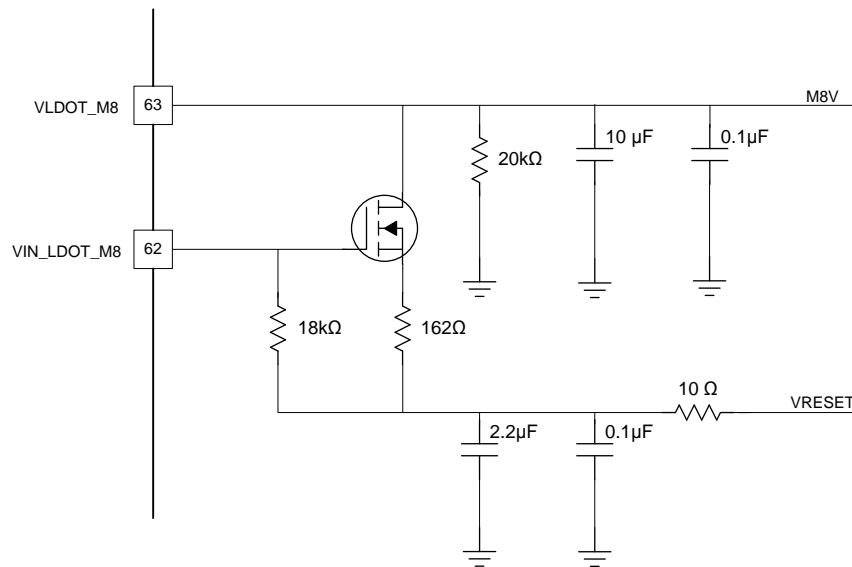 VLDOT_M8
63
M8V
20kΩ
10 µF
0.1µF
VIN_LDOT_M8
62
18kΩ
162Ω
10 Ω
VRESET
2.2µF
0.1µF